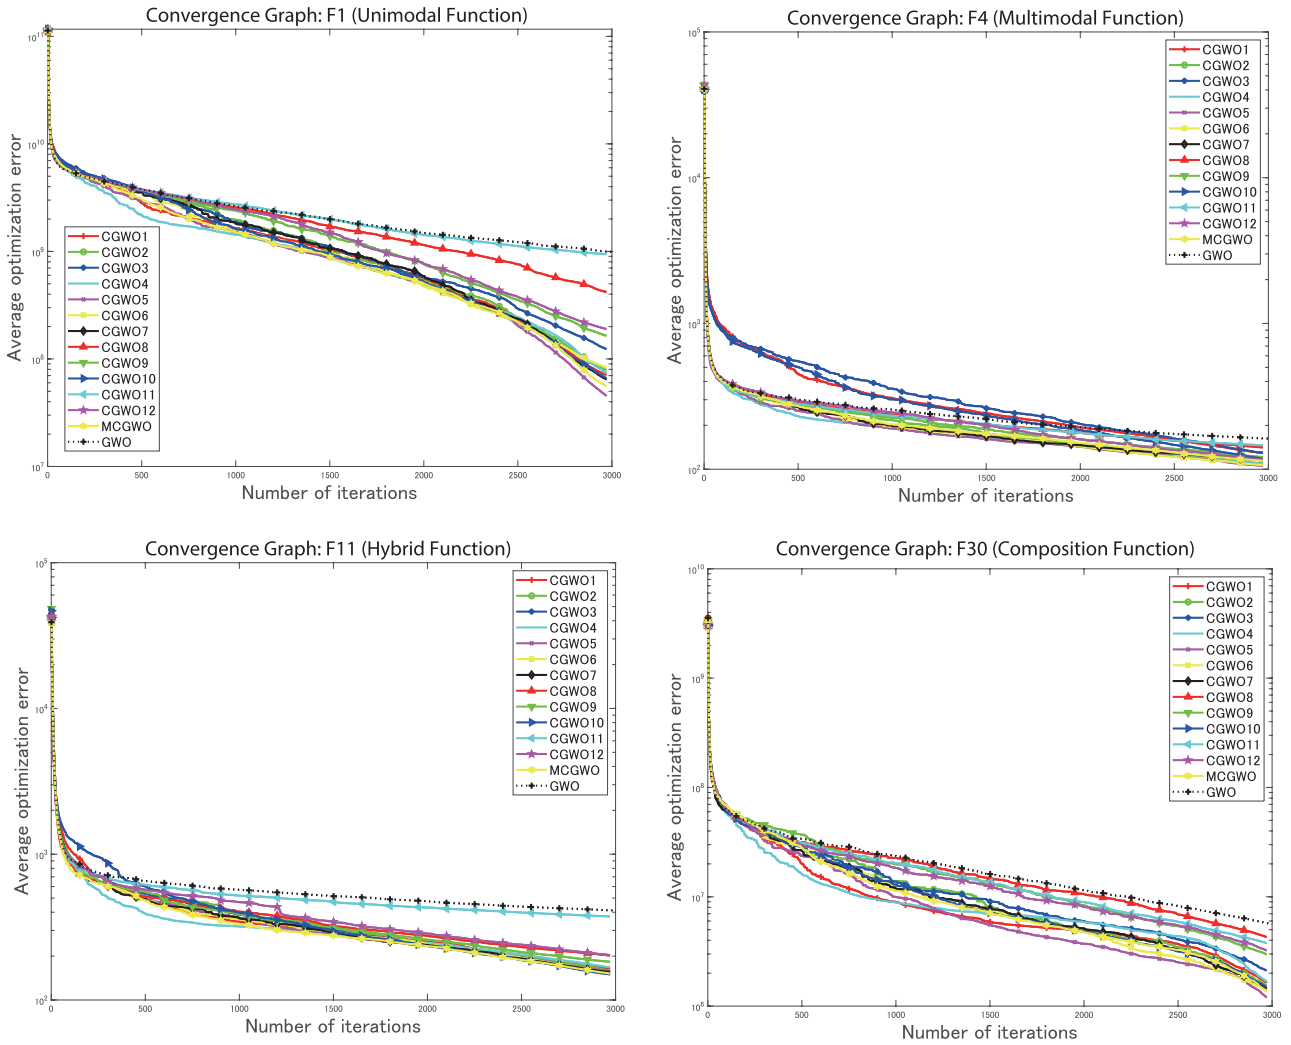 Convergence Graph: F1 (Unimodal Function)
Average optimization error
10^11
10^10
10^9
10^8
10^7
0 500 1000 1500 2000 2500 3000
Number of iterations
CGWO1
CGWO2
CGWO3
CGWO4
CGWO5
CGWO6
CGWO7
CGWO8
CGWO9
CGWO10
CGWO11
CGWO12
MCGWO
GWO
Convergence Graph: F4 (Multimodal Function)
Average optimization error
10^5
10^4
10^3
10^2
0 500 1000 1500 2000 2500 3000
Number of iterations
CGWO1
CGWO2
CGWO3
CGWO4
CGWO5
CGWO6
CGWO7
CGWO8
CGWO9
CGWO10
CGWO11
CGWO12
MCGWO
GWO
Convergence Graph: F11 (Hybrid Function)
Average optimization error
10^5
10^4
10^3
10^2
0 500 1000 1500 2000 2500 3000
Number of iterations
CGWO1
CGWO2
CGWO3
CGWO4
CGWO5
CGWO6
CGWO7
CGWO8
CGWO9
CGWO10
CGWO11
CGWO12
MCGWO
GWO
Convergence Graph: F30 (Composition Function)
Average optimization error
10^10
10^9
10^8
10^7
10^6
0 500 1000 1500 2000 2500 3000
Number of iterations
CGWO1
CGWO2
CGWO3
CGWO4
CGWO5
CGWO6
CGWO7
CGWO8
CGWO9
CGWO10
CGWO11
CGWO12
MCGWO
GWO